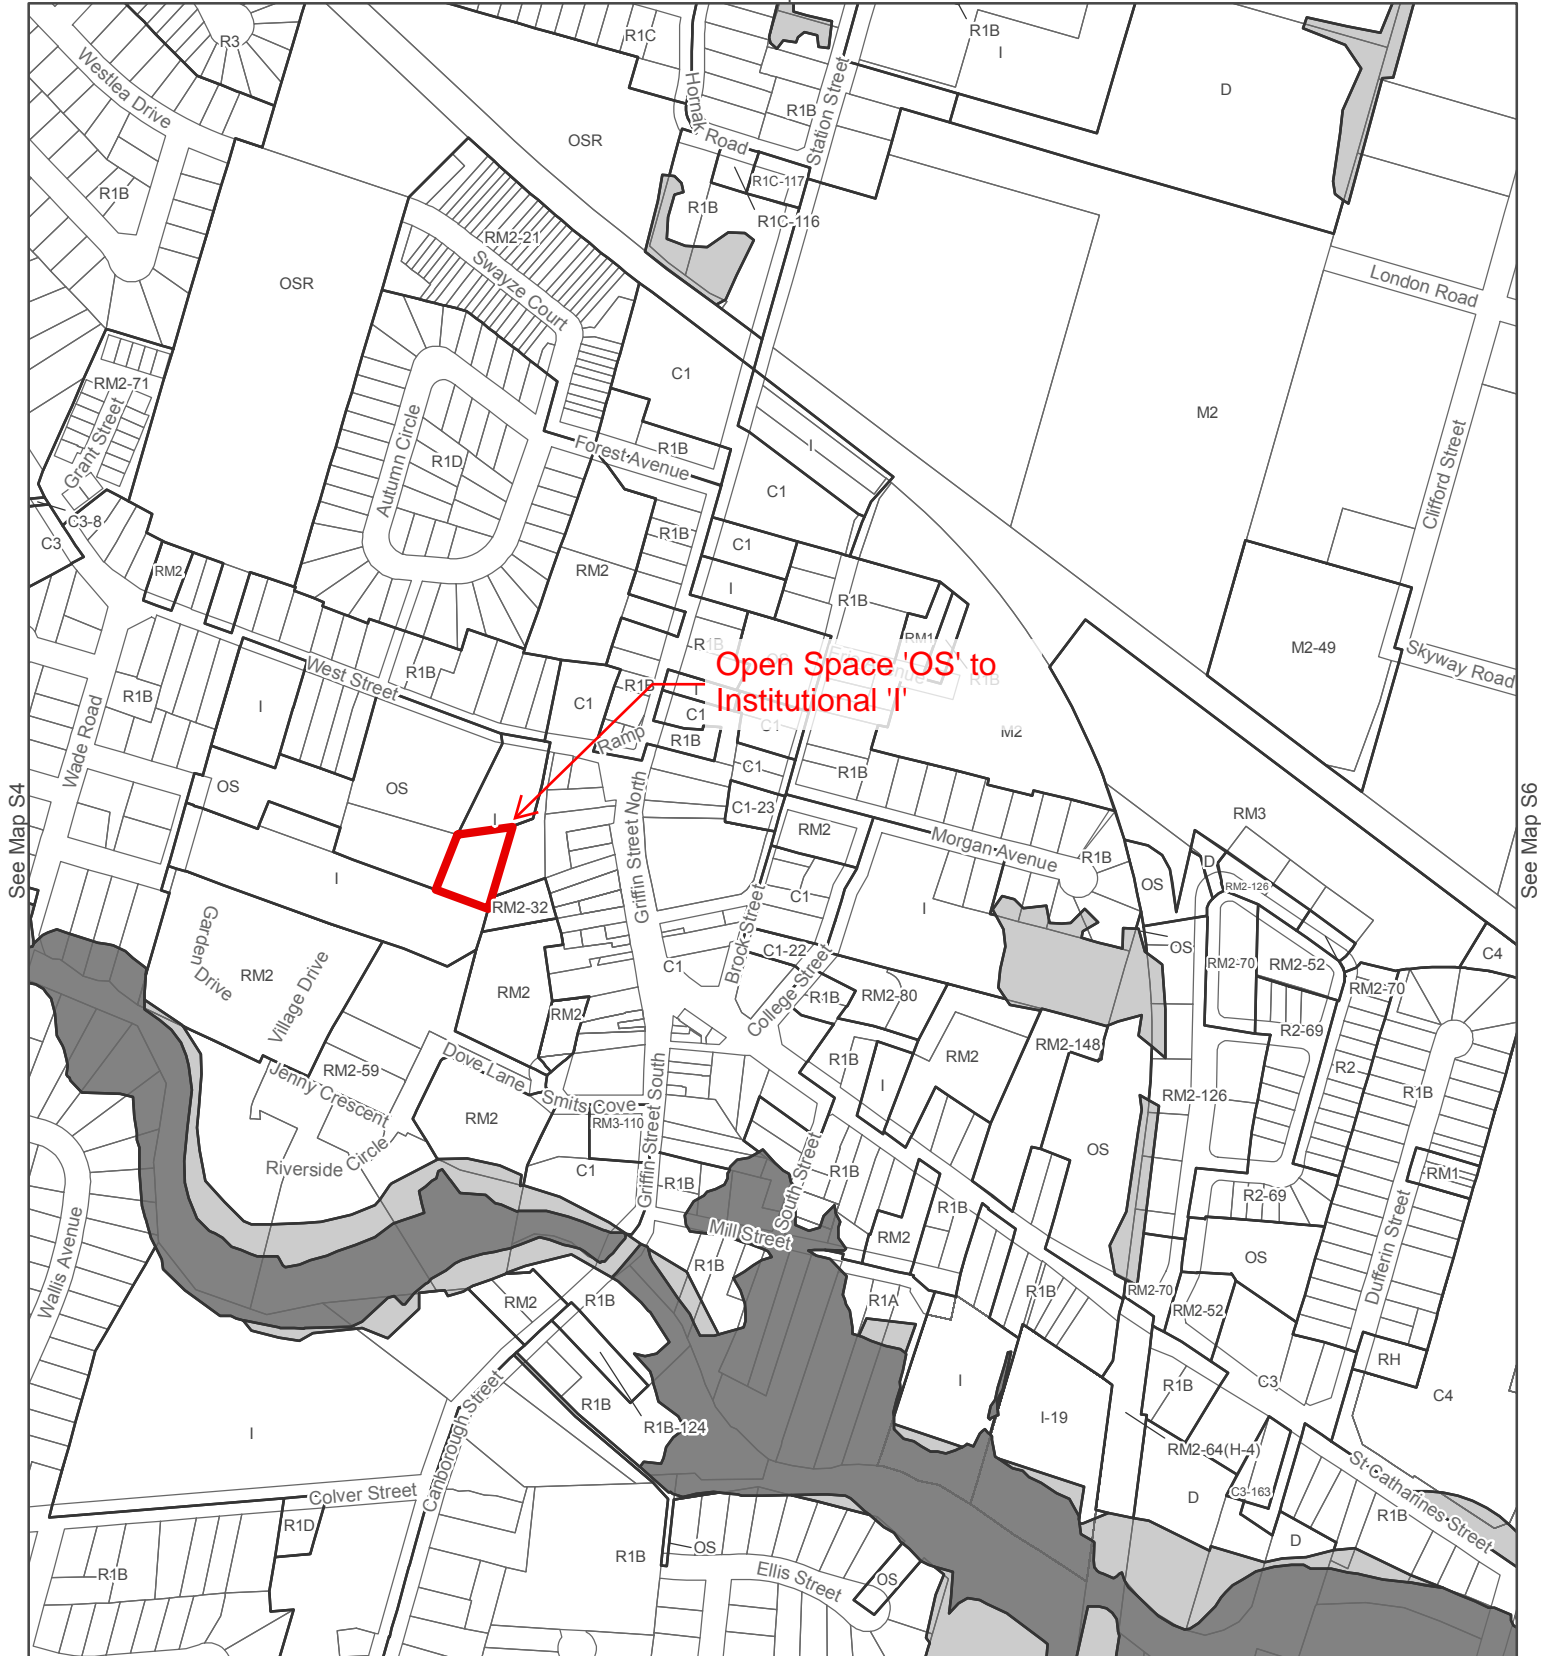 R3
R1C
R1B
I
Westlea Drive
Hornak Road
R1B
Station Street
D
OSR
R1C-117
R1B
R1C-116
R1B
RM2-21
Swayze Court
OSR
London Road
RM2-71
Grant Street
C1
M2
Autumn Circle
R1D
Forest Avenue
R1B
I
C1
Clifford Street
C3-8
C3
R1B
C1
RM2
RM2
I
R1B
RM1
R1B
M2-49
Skyway Road
Open Space 'OS' to
Institutional 'I'
West Street
R1B
R1B
R1B
I
C1
I
C1
C1
R1B
M2
R1B
Ramp
R1B
Wade Road
OS
OS
C1
R1B
C1-23
See Map S4
See Map S6
Griffin Street North
RM2
Morgan Avenue
R1B
RM3
I
I
D
OS
RM2-126
RM2-32
C1
I
Brock Street
Garden Drive
RM2
Village Drive
C1
C1-22
College Street
OS
RM2-70
RM2-52
C4
RM2
R1B
RM2-80
RM2-70
RM2
R2-69
Dove Lane
RM2-59
Jenny Crescent
R1B
I
RM2
RM2-148
R2
R1B
Smits Cove
RM2
RM3-110
Griffin Street South
RM2-126
Riverside Circle
C1
R1B
South Street
R1B
OS
RM1
R2-69
Mill Street
R1B
RM2
R1B
OS
Dufferin Street
Wallis Avenue
RM2
R1B
R1A
R1B
RM2-70
RM2-52
RH
C4
R1B
R1B-124
I
I-19
R1B
C3
I
Canborough Street
RM2-64(H-4)
St Catharines Street
Colver Street
R1D
D
C3-163
D
R1B
R1B
R1B
OS
Ellis Street
OS